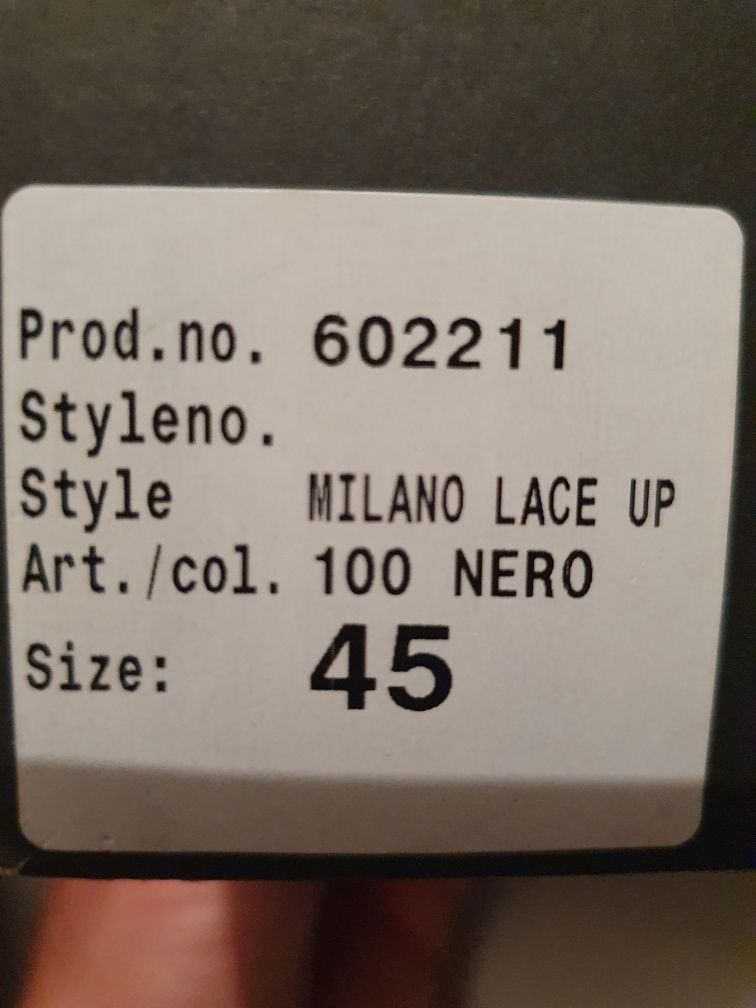 Prod.no. 602211
Styleno.
Style MILANO LACE UP
Art./col. 100 NERO
Size: 45